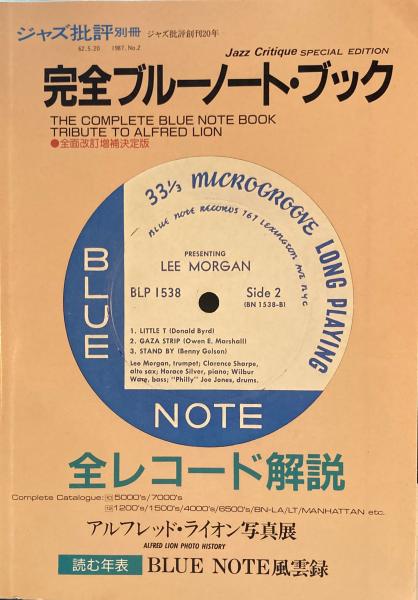 ジャズ批評別冊 ジャズ批評創刊20年
62.5.20 1987.No.2
Jazz Critique SPECIAL EDITION
完全ブルーノート・ブック
THE COMPLETE BLUE NOTE BOOK
TRIBUTE TO ALFRED LION
●全面改訂増補決定版
33⅓ MICROGROOVE LONG PLAYING
BLUE NOTE RECORDS 767 LEXINGTON AVE NYC
PRESENTING
LEE MORGAN
BLP 1538 Side 2
(BN 1538-B)
1. LITTLE T (Donald Byrd)
2. GAZA STRIP (Owen E. Marshall)
3. STAND BY (Benny Golson)
Lee Morgan, trumpet; Clarence Sharpe,
alto sax; Horace Silver, piano; Wilbur
Ware, bass; "Philly" Joe Jones, drums.
BLUE
NOTE
全レコード解説
Complete Catalogue:⑩5000's/7000's
⑫1200's/1500's/4000's/6500's/BN-LA/LT/MANHATTAN etc.
アルフレッド・ライオン写真展
ALFRED LION PHOTO HISTORY
読む年表 BLUE NOTE風雲録